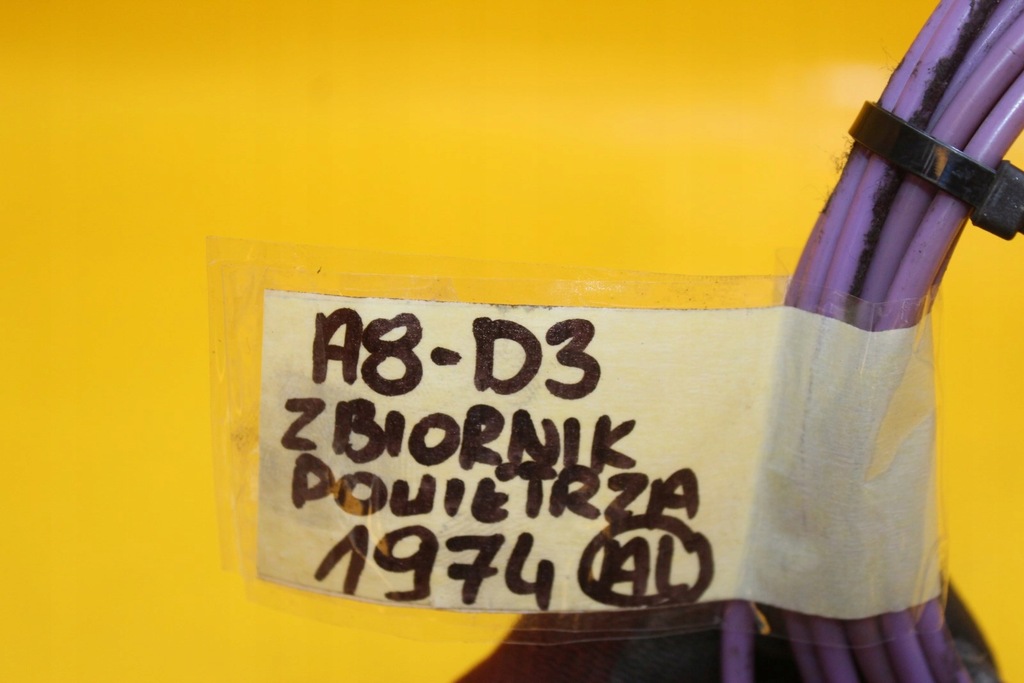 A8-D3
ZBIORNIK
POWIETRZA
1974 AL